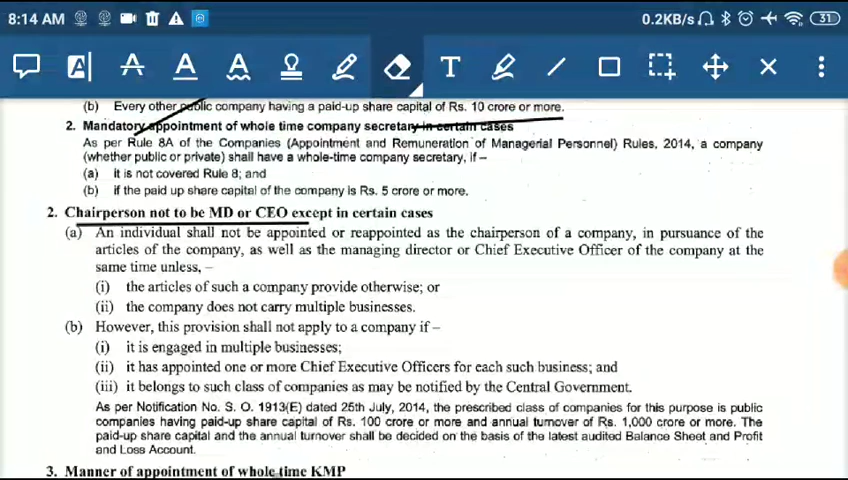 8:14 AM 0.2KB/s 31
A A A T
(b) Every other public company having a paid-up share capital of Rs. 10 crore or more.
2. Mandatory appointment of whole time company secretary in certain cases
As per Rule 8A of the Companies (Appointment and Remuneration of Managerial Personnel) Rules, 2014, a company
(whether public or private) shall have a whole-time company secretary, if –
(a) it is not covered Rule 8; and
(b) if the paid up share capital of the company is Rs. 5 crore or more.
2. Chairperson not to be MD or CEO except in certain cases
(a) An individual shall not be appointed or reappointed as the chairperson of a company, in pursuance of the
articles of the company, as well as the managing director or Chief Executive Officer of the company at the
same time unless, –
(i) the articles of such a company provide otherwise; or
(ii) the company does not carry multiple businesses.
(b) However, this provision shall not apply to a company if –
(i) it is engaged in multiple businesses;
(ii) it has appointed one or more Chief Executive Officers for each such business; and
(iii) it belongs to such class of companies as may be notified by the Central Government.
As per Notification No. S. O. 1913(E) dated 25th July, 2014, the prescribed class of companies for this purpose is public
companies having paid-up share capital of Rs. 100 crore or more and annual turnover of Rs. 1,000 crore or more. The
paid-up share capital and the annual turnover shall be decided on the basis of the latest audited Balance Sheet and Profit
and Loss Account.
3. Manner of appointment of whole time KMP